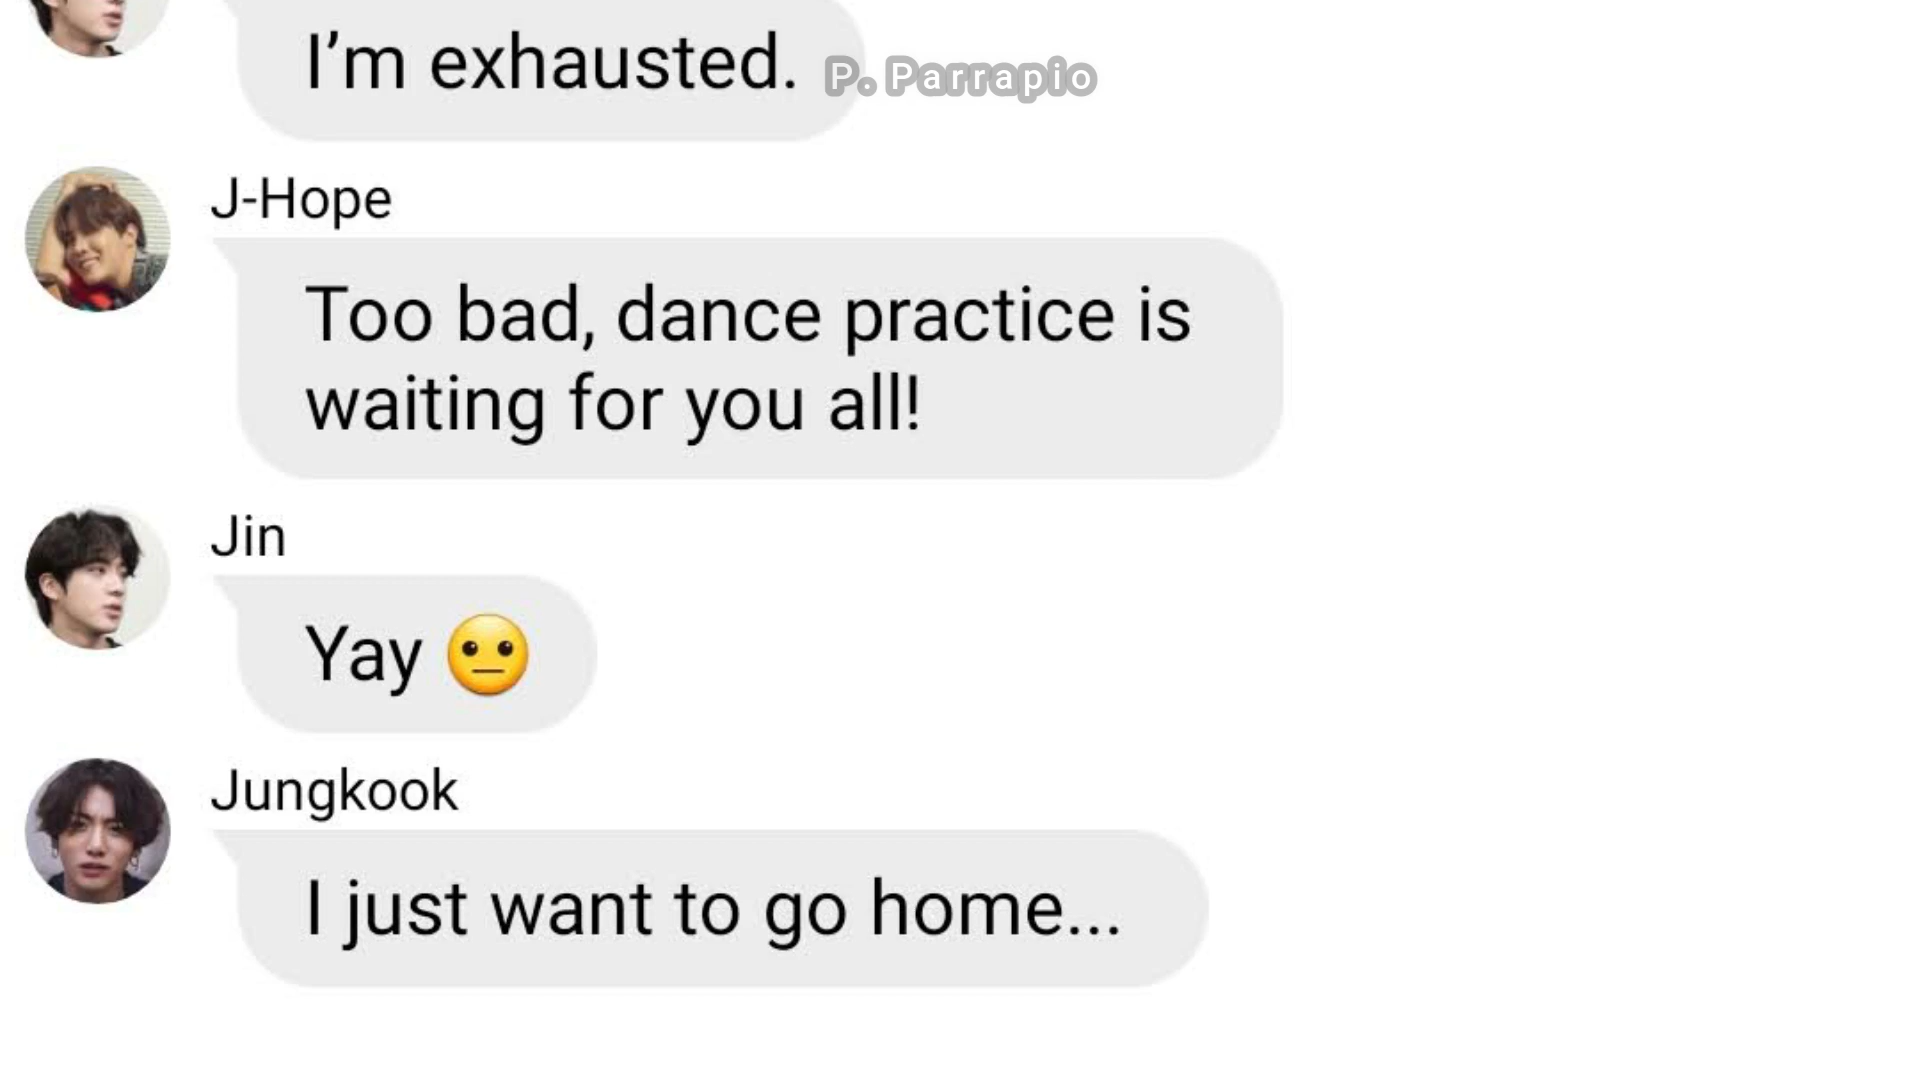 I’m exhausted.
P. Parrapio
J-Hope
Too bad, dance practice is
waiting for you all!
Jin
Yay 😐
Jungkook
I just want to go home...